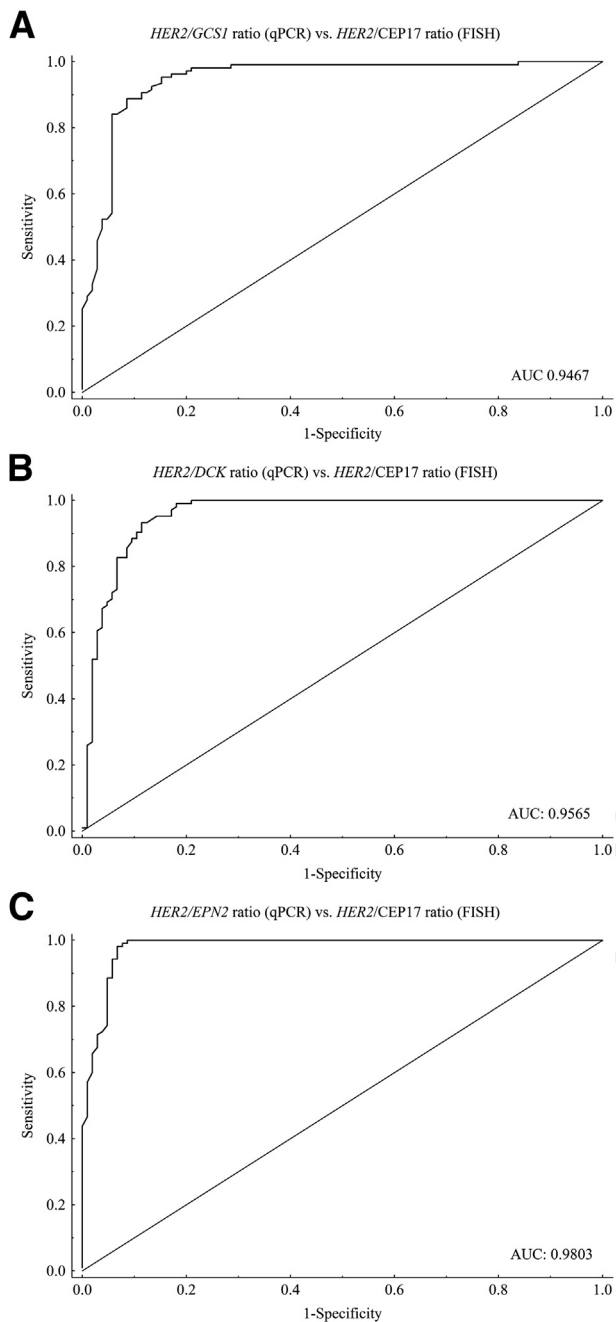 A
HER2/GCS1 ratio (qPCR) vs. HER2/CEP17 ratio (FISH)
1.0
0.8
0.6
0.4
0.2
0.0
Sensitivity
AUC 0.9467
0.0 0.2 0.4 0.6 0.8 1.0
1-Specificity
B
HER2/DCK ratio (qPCR) vs. HER2/CEP17 ratio (FISH)
1.0
0.8
0.6
0.4
0.2
0.0
Sensitivity
AUC: 0.9565
0.0 0.2 0.4 0.6 0.8 1.0
1-Specificity
C
HER2/EPN2 ratio (qPCR) vs. HER2/CEP17 ratio (FISH)
1.0
0.8
0.6
0.4
0.2
0.0
Sensitivity
AUC: 0.9803
0.0 0.2 0.4 0.6 0.8 1.0
1-Specificity